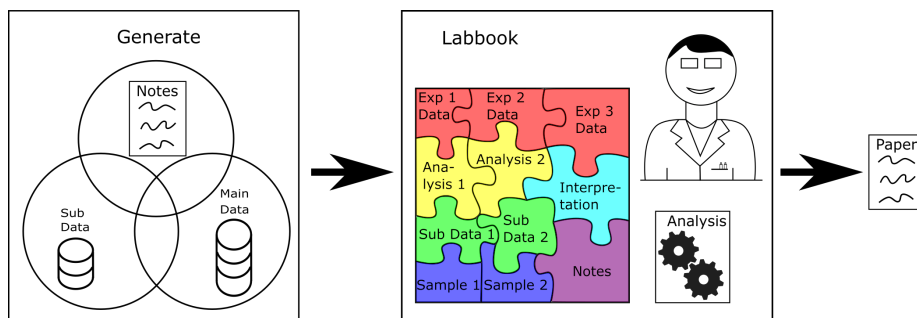 Generate
Notes
Sub
Data
Main
Data
Labbook
Exp 1
Data
Exp 2
Data
Exp 3
Data
Ana-
lysis 1
Analysis 2
Interpre-
tation
Sub Data 1
Sub
Data 2
Sample 1
Sample 2
Notes
Analysis
Paper